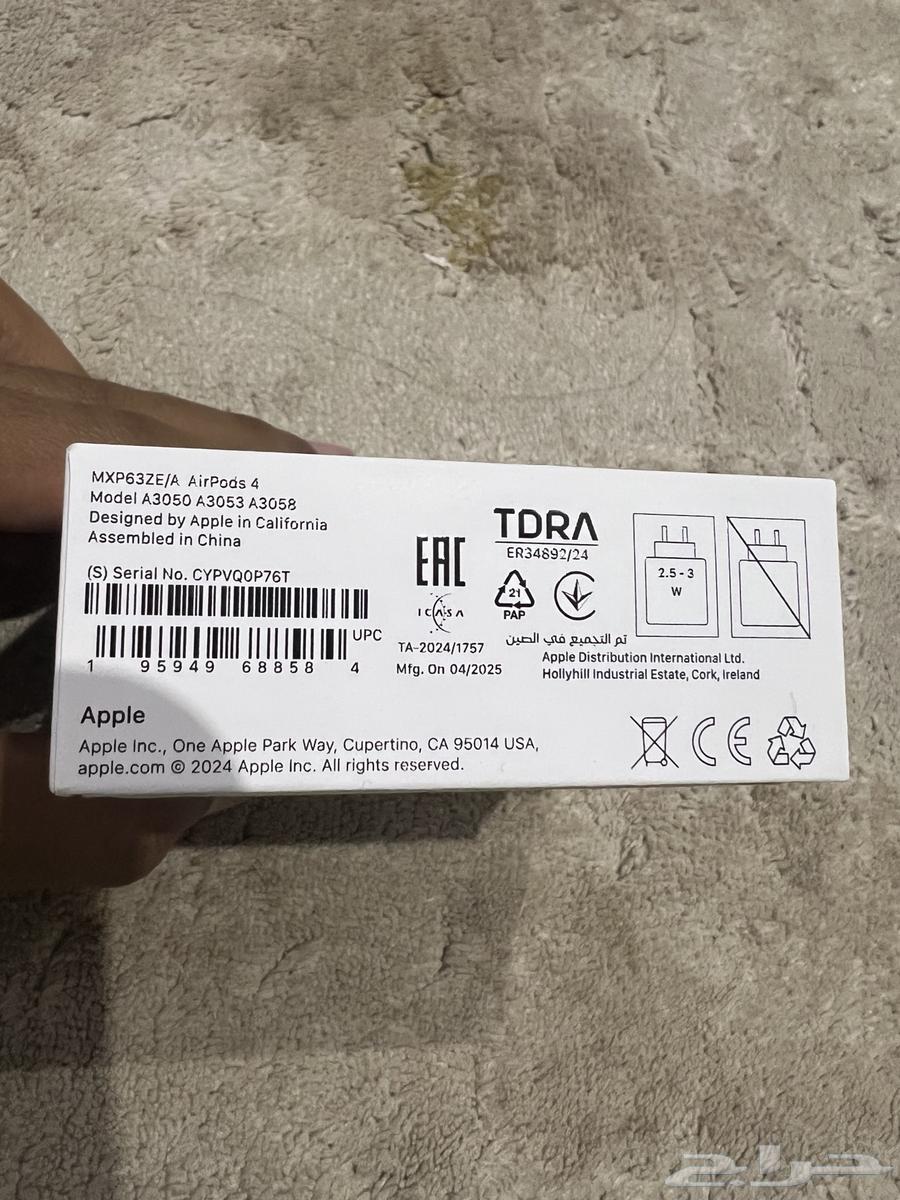 MXP63ZE/A AirPods 4
Model A3050 A3053 A3058
Designed by Apple in California
Assembled in China
(S) Serial No. CYPVQ0P76T
UPC
1 95949 68858 4
EAC
ICASA
TA-2024/1757
Mfg. On 04/2025
TDRA
ER34892/24
21
PAP
تم التجميع في الصين
Apple Distribution International Ltd.
Hollyhill Industrial Estate, Cork, Ireland
2.5 - 3
W
Apple
Apple Inc., One Apple Park Way, Cupertino, CA 95014 USA,
apple.com © 2024 Apple Inc. All rights reserved.
CE
حراج